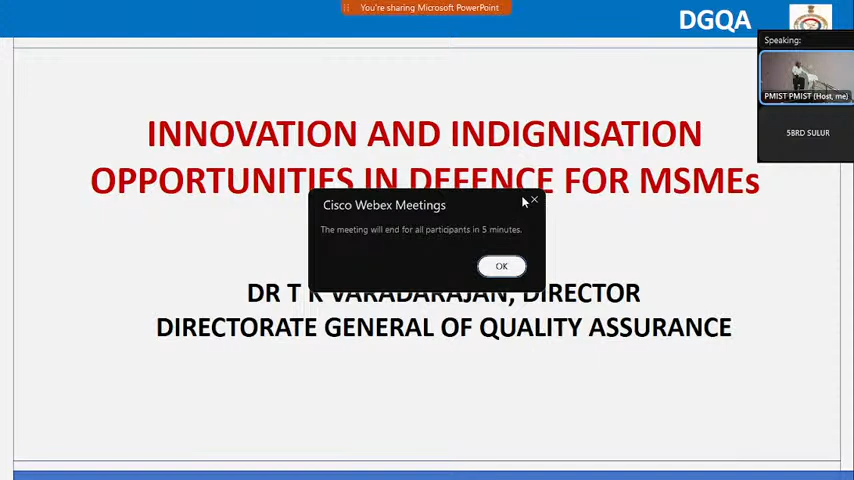 You're sharing Microsoft PowerPoint
DGQA
Speaking:
PMIST PMIST (Host, me)
5BRD SULUR
INNOVATION AND INDIGNISATION
OPPORTUNITIES IN DEFENCE FOR MSMEs
Cisco Webex Meetings
The meeting will end for all participants in 5 minutes.
OK
DR T K VARADARAJAN, DIRECTOR
DIRECTORATE GENERAL OF QUALITY ASSURANCE